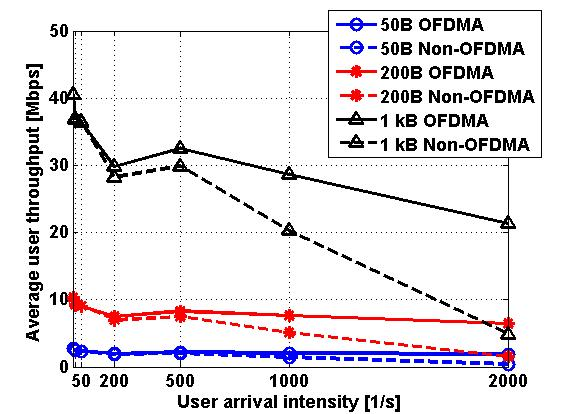 50B OFDMA
50B Non-OFDMA
200B OFDMA
200B Non-OFDMA
1 kB OFDMA
1 kB Non-OFDMA
Average user throughput [Mbps]
50
40
30
20
10
0
50 200 500 1000 2000
User arrival intensity [1/s]